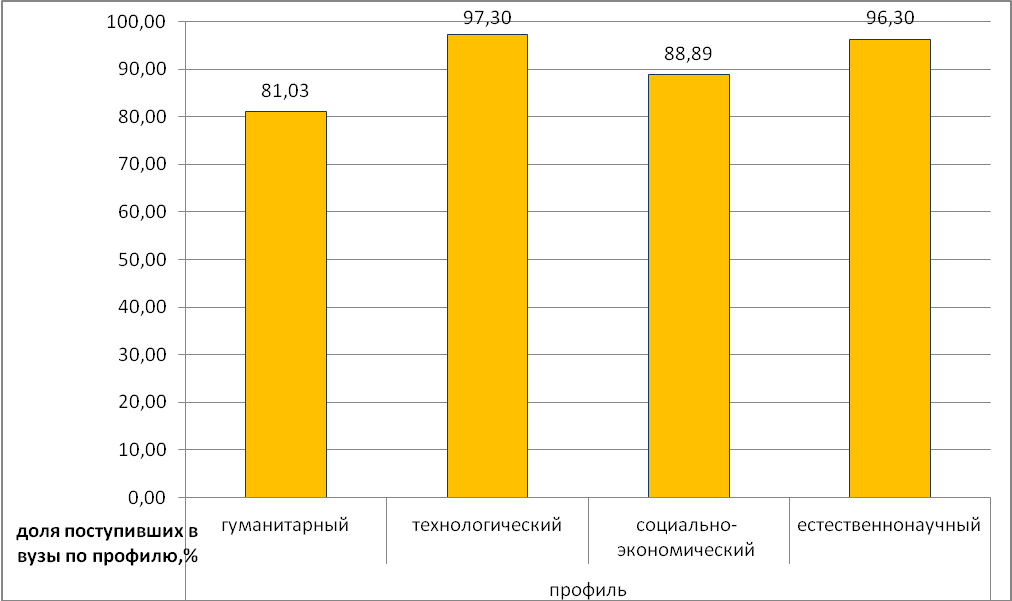 100,00
90,00
80,00
70,00
60,00
50,00
40,00
30,00
20,00
10,00
0,00
81,03
97,30
88,89
96,30
доля поступивших в
вузы по профилю,%
гуманитарный
технологический
социально-
экономический
естественнонаучный
профиль